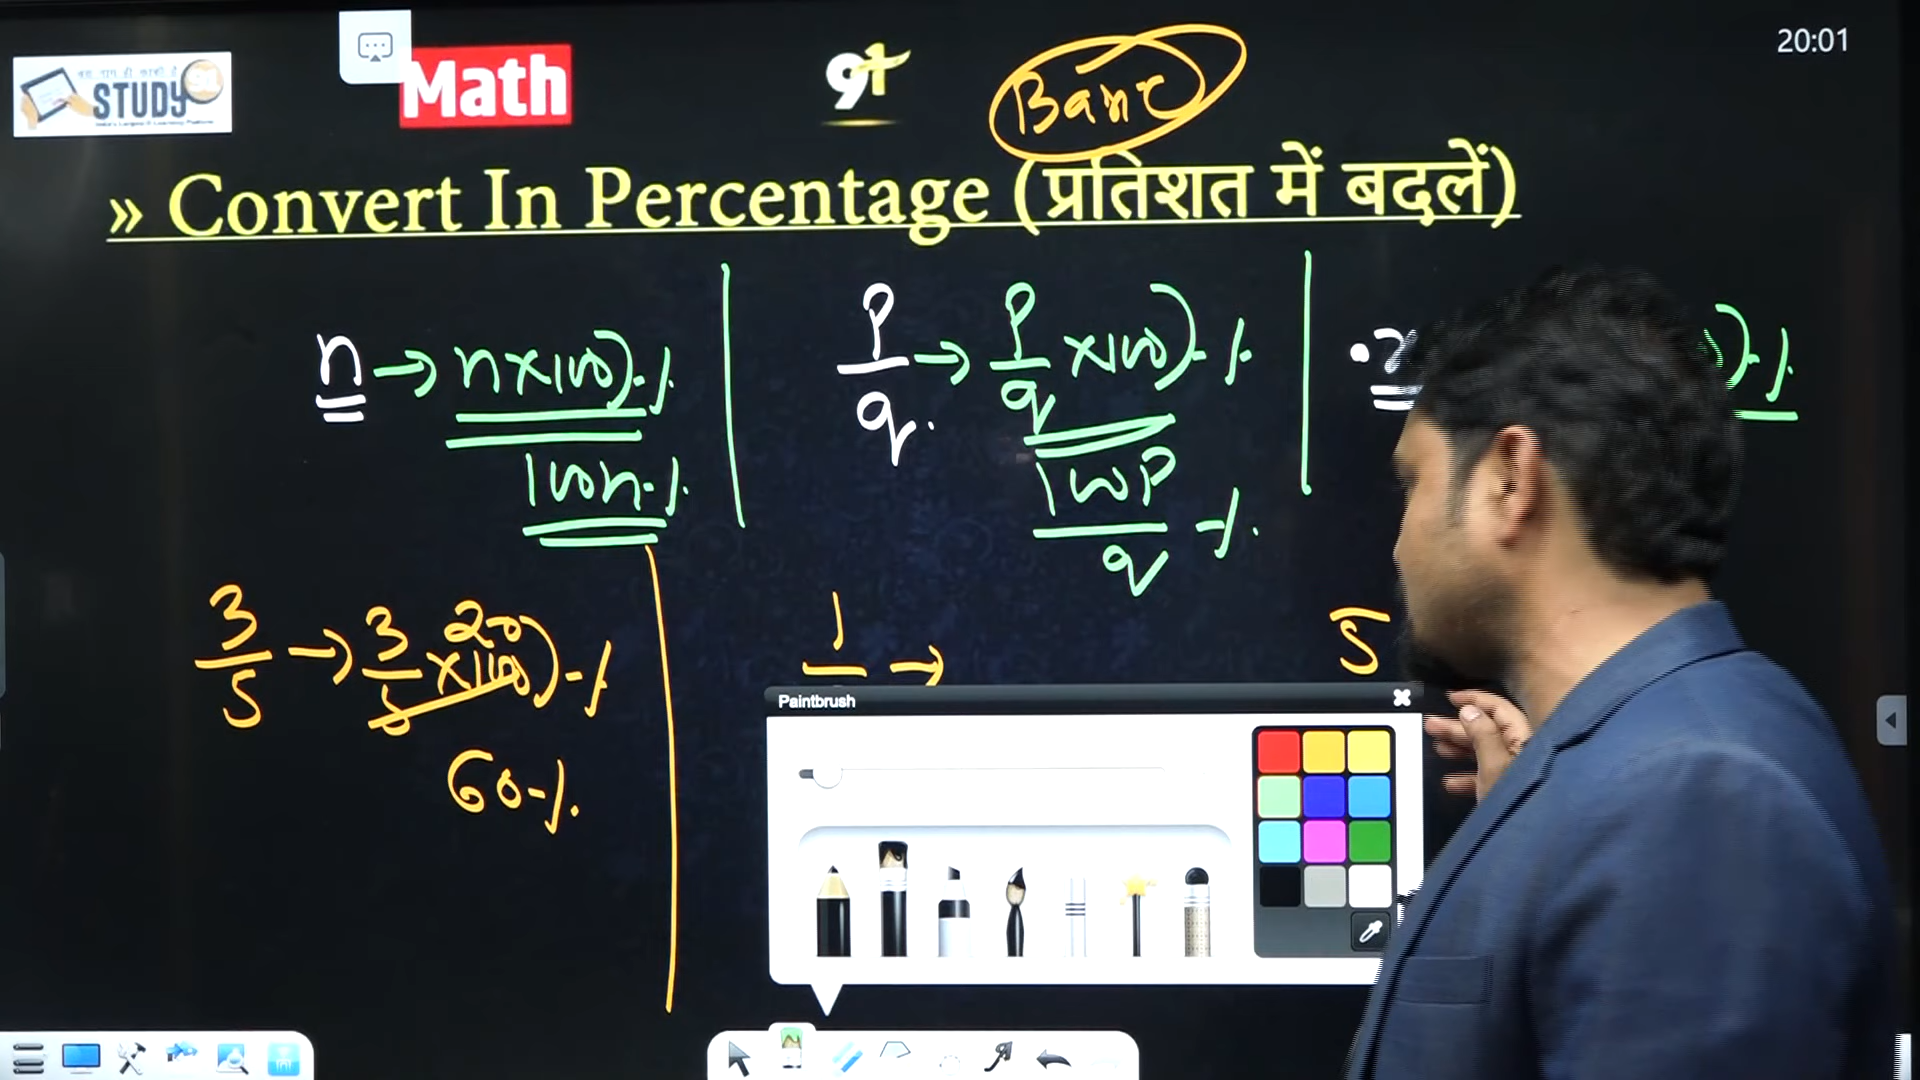 STUDY
Math
9+
20:01
» Convert In Percentage (प्रतिशत में बदलें)
n → n×100)·/.
100n·/.
p/q → p/q ×100)·/.
100p/q ·/.
)·/.
3/5 → 3/5 ×100)·/.
20
60·/.
1 →
5
Paintbrush